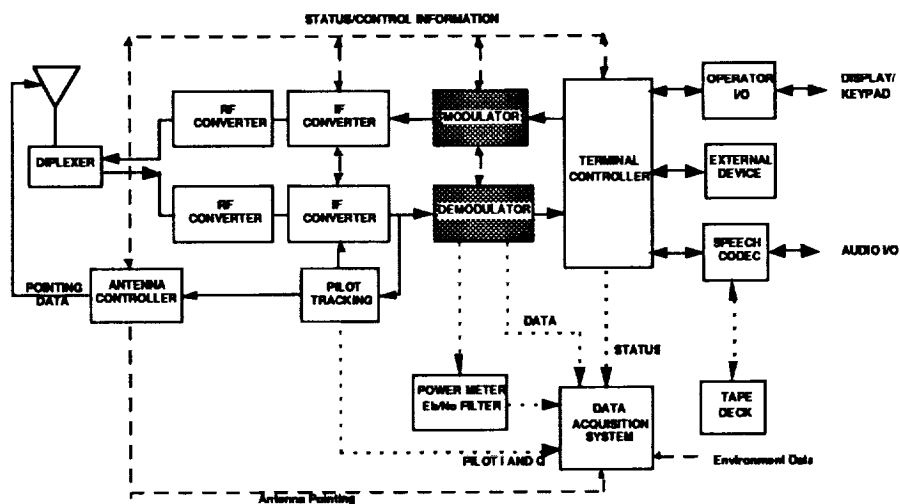 STATUS/CONTROL INFORMATION
RF
CONVERTER
IF
CONVERTER
MODULATOR
OPERATOR
I/O
DISPLAY/
KEYPAD
DIPLEXER
TERMINAL
CONTROLLER
EXTERNAL
DEVICE
RF
CONVERTER
IF
CONVERTER
DEMODULATOR
SPEECH
CODEC
AUDIO I/O
POINTING
DATA
ANTENNA
CONTROLLER
PILOT
TRACKING
DATA
STATUS
POWER METER
Eb/No FILTER
DATA
ACQUISITION
SYSTEM
TAPE
DECK
PILOT I AND Q
Environment Data
Antenna Pointing